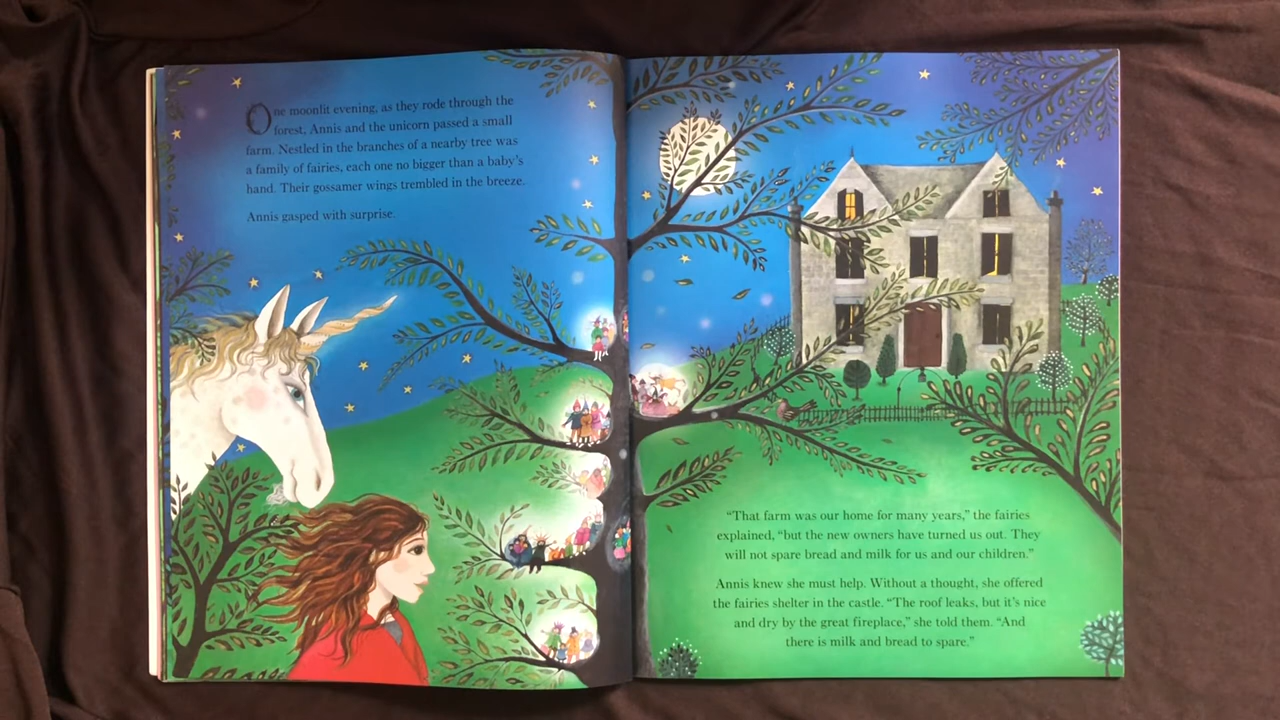 One moonlit evening, as they rode through the
forest, Annis and the unicorn passed a small
farm. Nestled in the branches of a nearby tree was
a family of fairies, each one no bigger than a baby's
hand. Their gossamer wings trembled in the breeze.
Annis gasped with surprise.
“That farm was our home for many years,” the fairies
explained, “but the new owners have turned us out. They
will not spare bread and milk for us and our children.”
Annis knew she must help. Without a thought, she offered
the fairies shelter in the castle. “The roof leaks, but it's nice
and dry by the great fireplace,” she told them. “And
there is milk and bread to spare.”